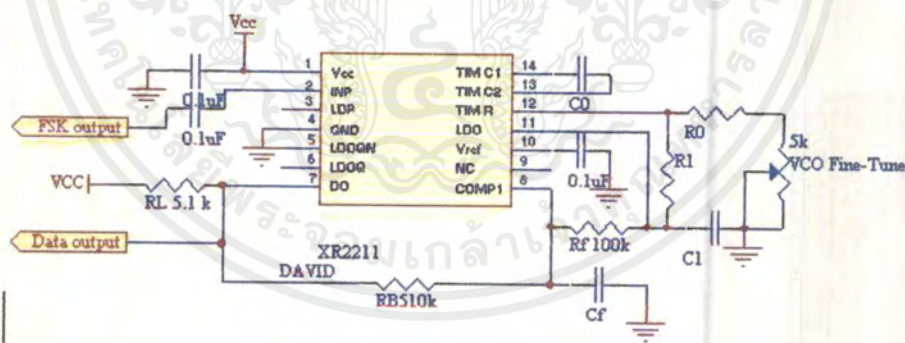 Vcc
1 Vcc TIM C1 14
2 INP TIM C2 13
3 LDP TIM R 12
4 GND LDO 11
5 LDOQN Vref 10
6 LDOQ NC 9
7 DO COMP1 8
0.1uF
0.1uF
FSK output
VCC
RL 5.1 k
Data output
XR2211
DAVID
RB510k
C0
R0
5k
VCO Fine-Tune
R1
0.1uF
Rf 100k
C1
Cf